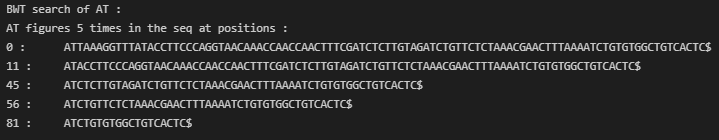 BWT search of AT :
AT figures 5 times in the seq at positions :
0 : ATTAAAGGTTTATACCTTCCCAGGTAACAAACCAACCAACTTTCGATCTCTTGTAGATCTGTTCTCTAAACGAACTTTAAAATCTGTGTGGCTGTCACTC$
11 : ATACCTTCCCAGGTAACAAACCAACCAACTTTCGATCTCTTGTAGATCTGTTCTCTAAACGAACTTTAAAATCTGTGTGGCTGTCACTC$
45 : ATCTCTTGTAGATCTGTTCTCTAAACGAACTTTAAAATCTGTGTGGCTGTCACTC$
56 : ATCTGTTCTCTAAACGAACTTTAAAATCTGTGTGGCTGTCACTC$
81 : ATCTGTGTGGCTGTCACTC$